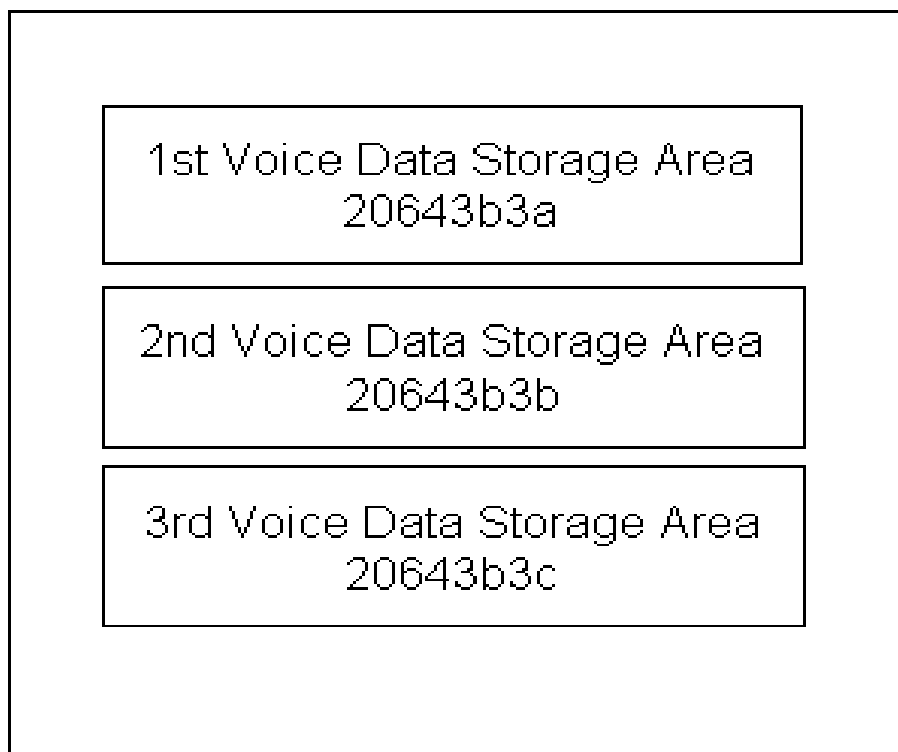 1st Voice Data Storage Area
20643b3a
2nd Voice Data Storage Area
20643b3b
3rd Voice Data Storage Area
20643b3c